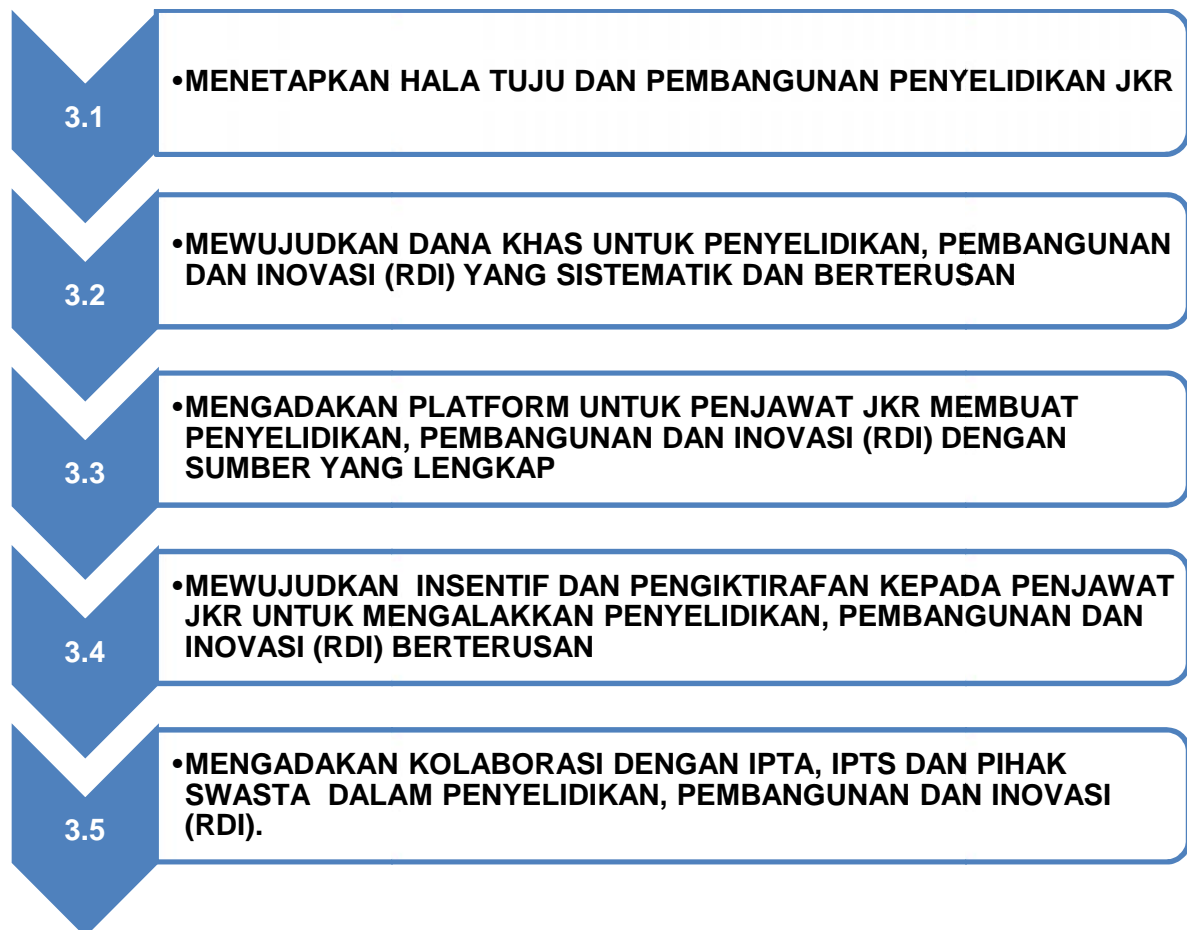 3.1
•MENETAPKAN HALA TUJU DAN PEMBANGUNAN PENYELIDIKAN JKR
3.2
•MEWUJUDKAN DANA KHAS UNTUK PENYELIDIKAN, PEMBANGUNAN
DAN INOVASI (RDI) YANG SISTEMATIK DAN BERTERUSAN
3.3
•MENGADAKAN PLATFORM UNTUK PENJAWAT JKR MEMBUAT
PENYELIDIKAN, PEMBANGUNAN DAN INOVASI (RDI) DENGAN
SUMBER YANG LENGKAP
3.4
•MEWUJUDKAN INSENTIF DAN PENGIKTIRAFAN KEPADA PENJAWAT
JKR UNTUK MENGALAKKAN PENYELIDIKAN, PEMBANGUNAN DAN
INOVASI (RDI) BERTERUSAN
3.5
•MENGADAKAN KOLABORASI DENGAN IPTA, IPTS DAN PIHAK
SWASTA DALAM PENYELIDIKAN, PEMBANGUNAN DAN INOVASI
(RDI).